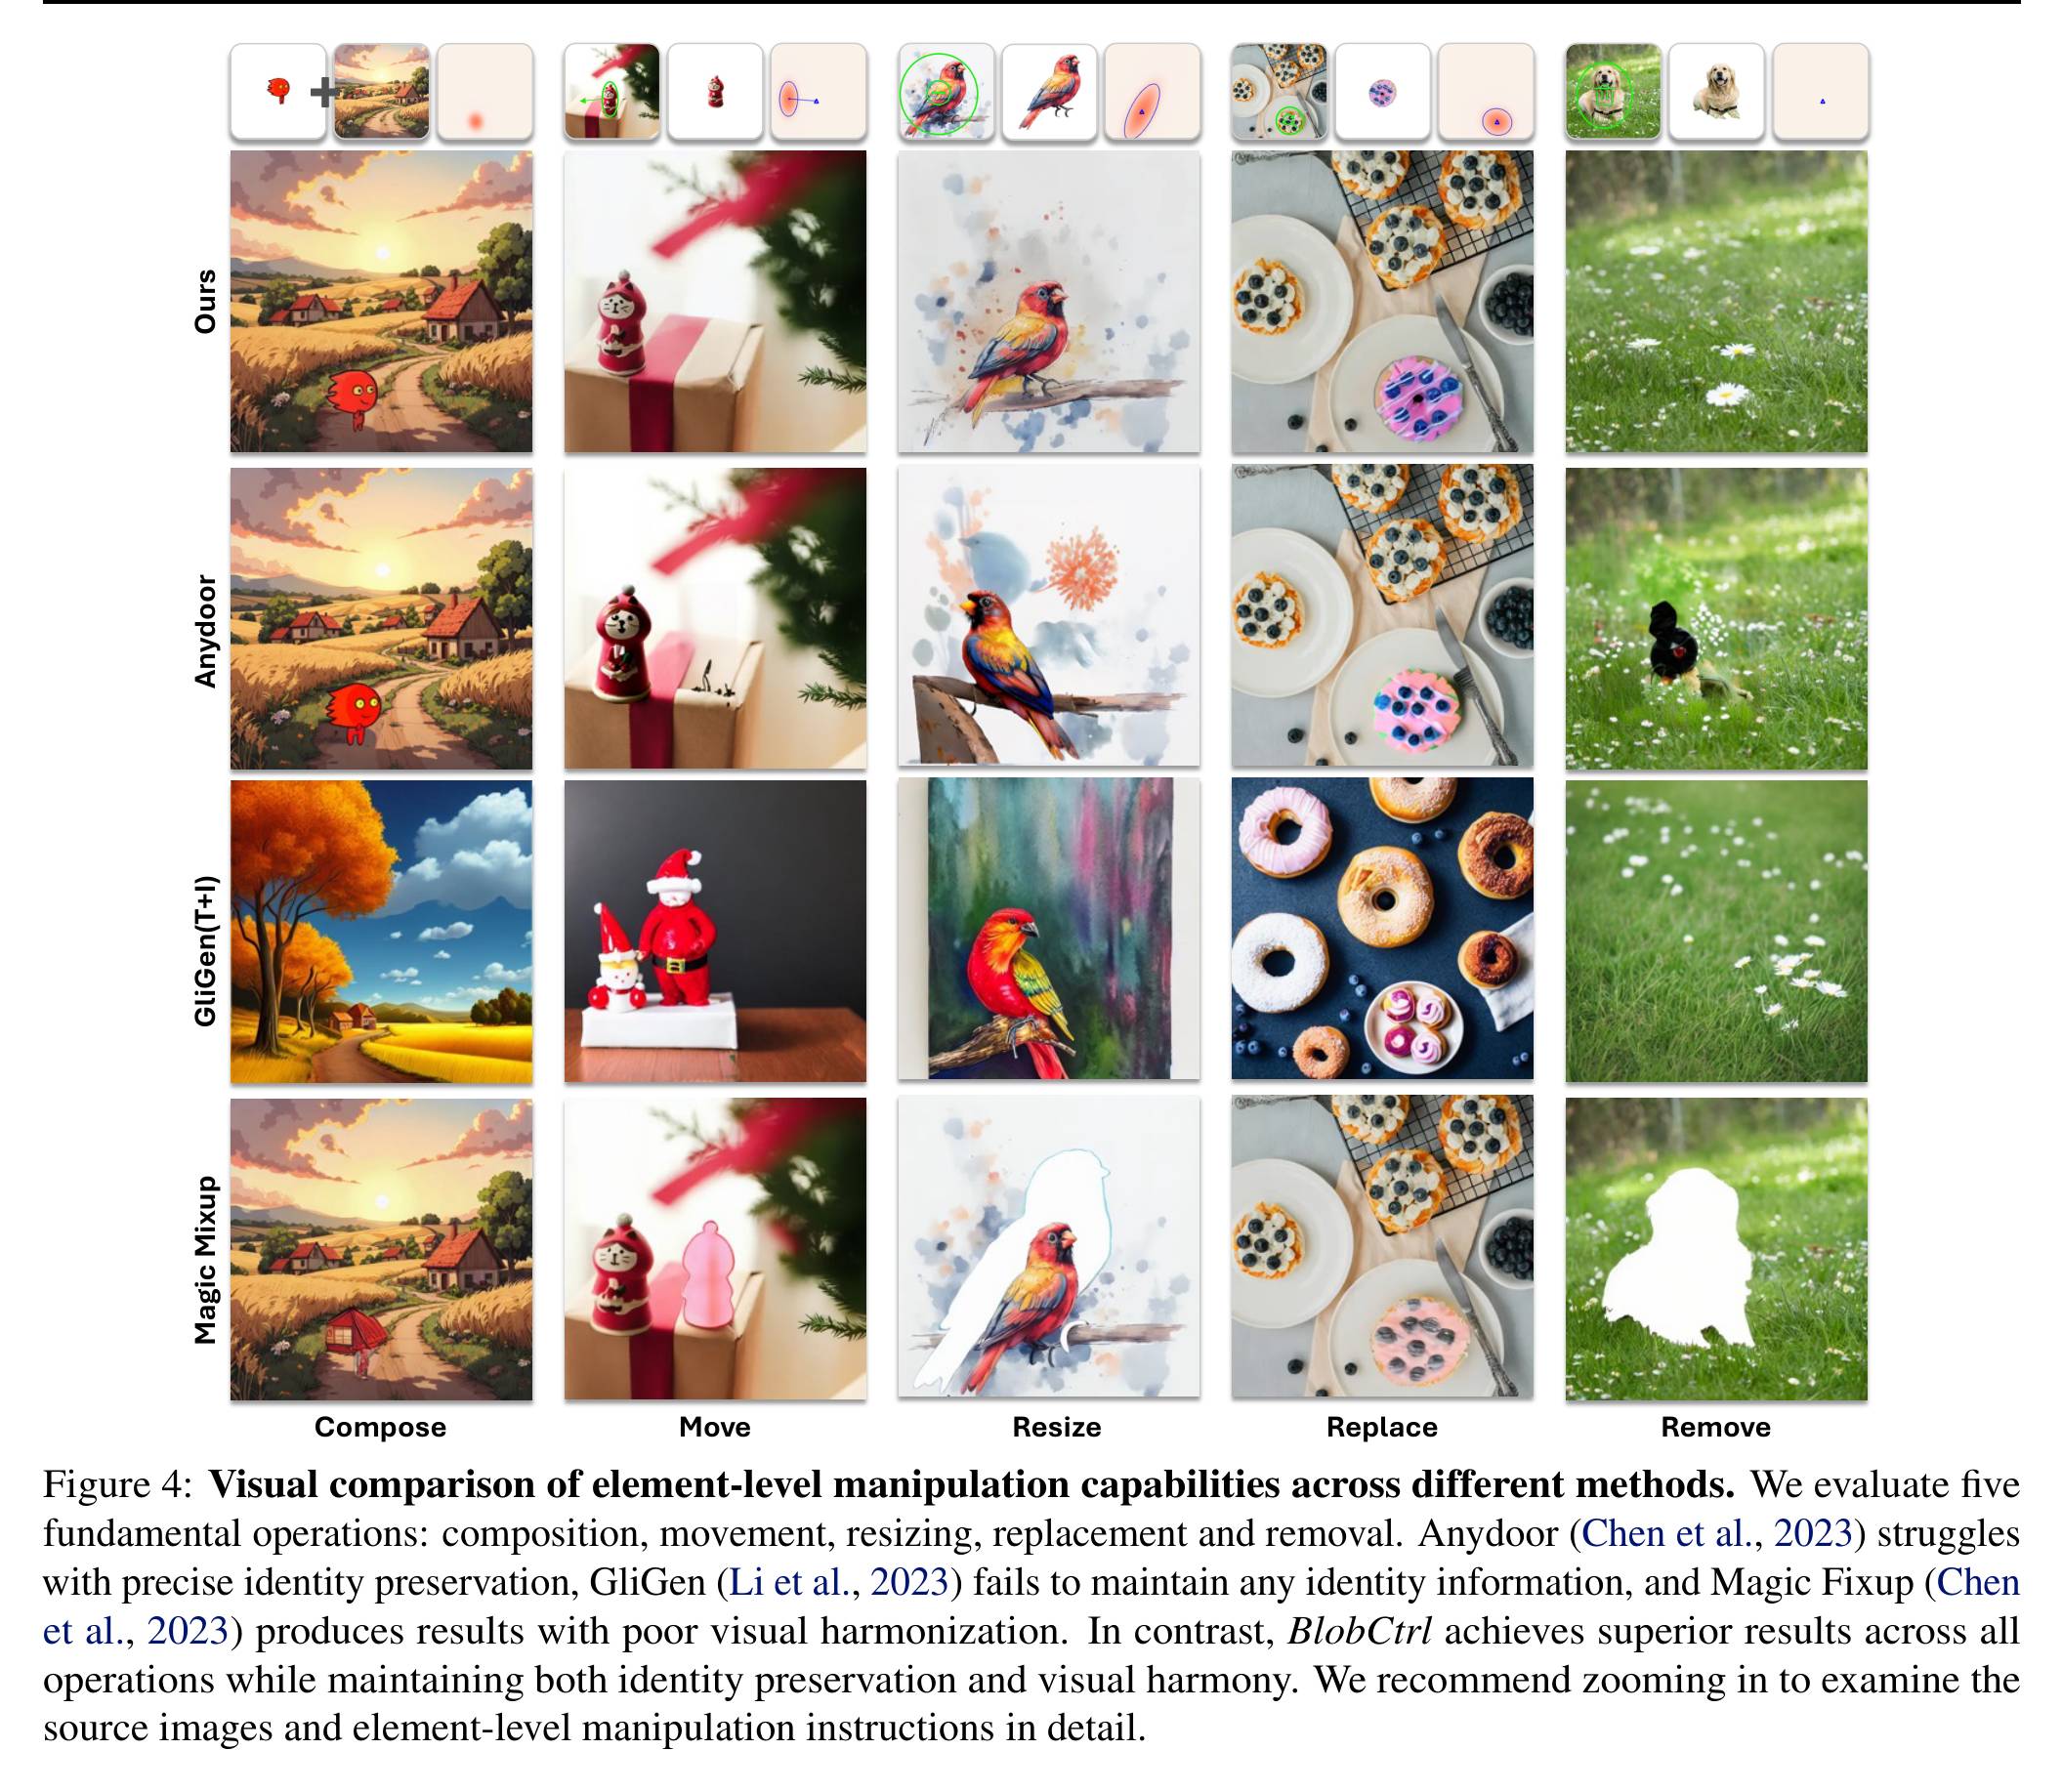 Ours
Anydoor
GliGen(T+I)
Magic Mixup
Compose
Move
Resize
Replace
Remove
Figure 4: Visual comparison of element-level manipulation capabilities across different methods. We evaluate five
fundamental operations: composition, movement, resizing, replacement and removal. Anydoor (Chen et al., 2023) struggles
with precise identity preservation, GliGen (Li et al., 2023) fails to maintain any identity information, and Magic Fixup (Chen
et al., 2023) produces results with poor visual harmonization. In contrast, BlobCtrl achieves superior results across all
operations while maintaining both identity preservation and visual harmony. We recommend zooming in to examine the
source images and element-level manipulation instructions in detail.